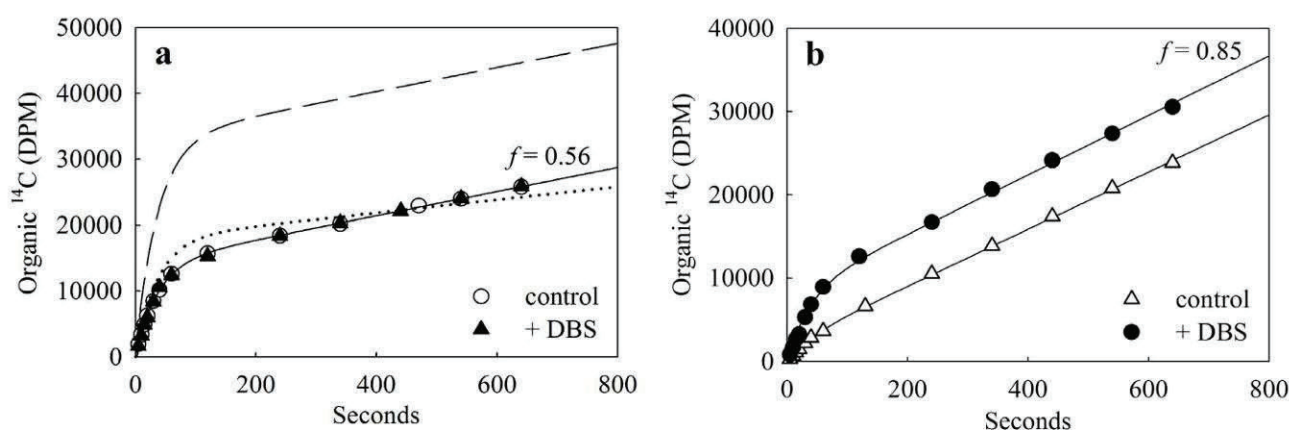 a
Organic ¹⁴C (DPM)
50000
40000
30000
20000
10000
0
f = 0.56
control
+ DBS
0 200 400 600 800
Seconds
b
Organic ¹⁴C (DPM)
40000
30000
20000
10000
0
f = 0.85
control
+ DBS
0 200 400 600 800
Seconds